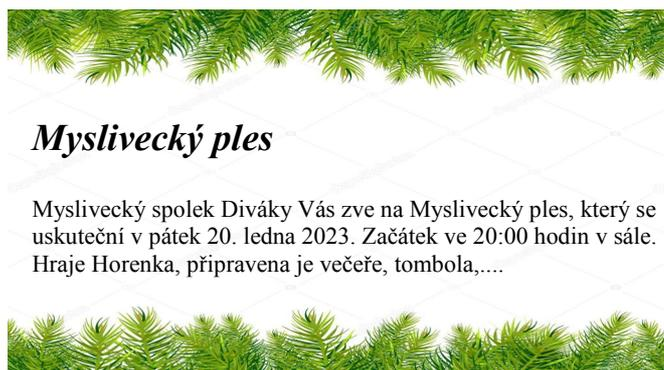 Myslivecký ples
Myslivecký spolek Diváky Vás zve na Myslivecký ples, který se
uskuteční v pátek 20. ledna 2023. Začátek ve 20:00 hodin v sále.
Hraje Horenka, připravena je večeře, tombola,....